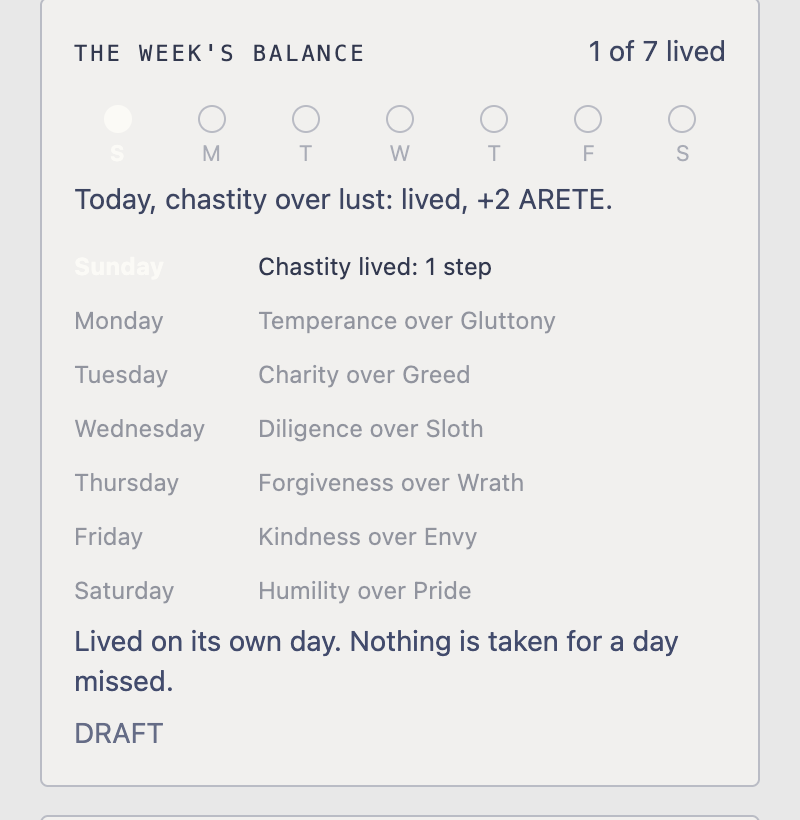 THE WEEK'S BALANCE 1 of 7 lived
S M T W T F S
Today, chastity over lust: lived, +2 ARETE.
Sunday Chastity lived: 1 step
Monday Temperance over Gluttony
Tuesday Charity over Greed
Wednesday Diligence over Sloth
Thursday Forgiveness over Wrath
Friday Kindness over Envy
Saturday Humility over Pride
Lived on its own day. Nothing is taken for a day
missed.
DRAFT